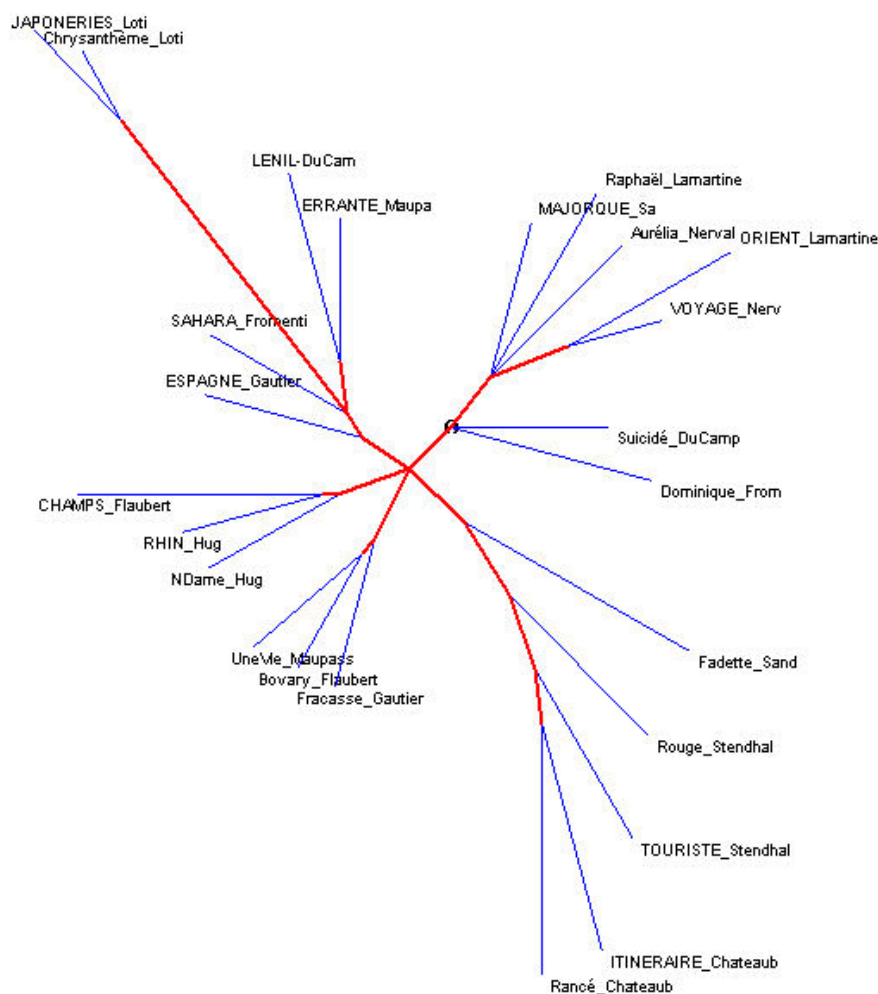 JAPONERIES_Loti
Chrysanthème_Loti
LENIL-DuCam
ERRANTE_Maupa
Raphaël_Lamartine
MAJORQUE_Sa
Aurélia_Nerval
ORIENT_Lamartine
VOYAGE_Nerv
SAHARA_Fromenti
ESPAGNE_Gautier
Suicidé_DuCamp
Dominique_From
CHAMPS_Flaubert
RHIN_Hug
NDame_Hug
UneVie_Maupass
Bovary_Flaubert
Fracasse_Gautier
Fadette_Sand
Rouge_Stendhal
TOURISTE_Stendhal
ITINERAIRE_Chateaub
Rancé_Chateaub